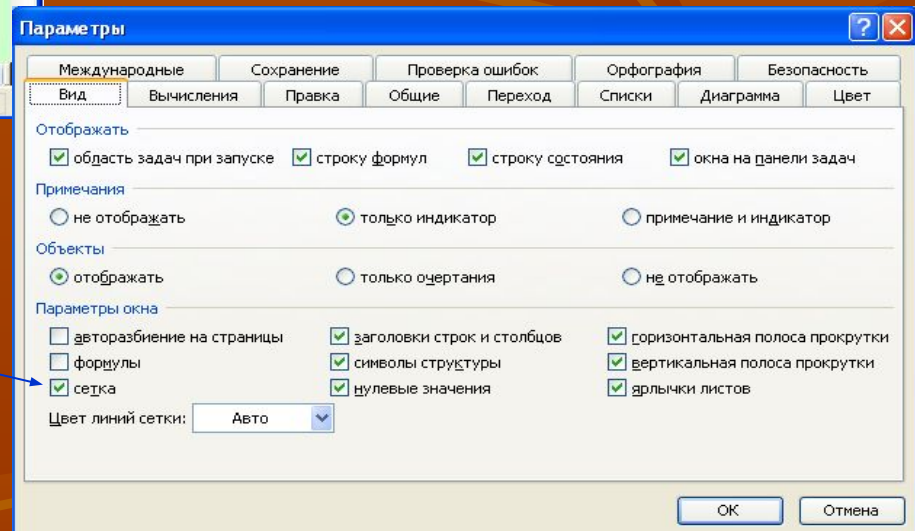 Параметры
Международные Сохранение Проверка ошибок Орфография Безопасность
Вид Вычисления Правка Общие Переход Списки Диаграмма Цвет
Отображать
область задач при запуске строку формул строку состояния окна на панели задач
Примечания
не отображать только индикатор примечание и индикатор
Объекты
отображать только очертания не отображать
Параметры окна
авторазбиение на страницы заголовки строк и столбцов горизонтальная полоса прокрутки
формулы символы структуры вертикальная полоса прокрутки
сетка нулевые значения ярлычки листов
Цвет линий сетки: Авто
ОК Отмена